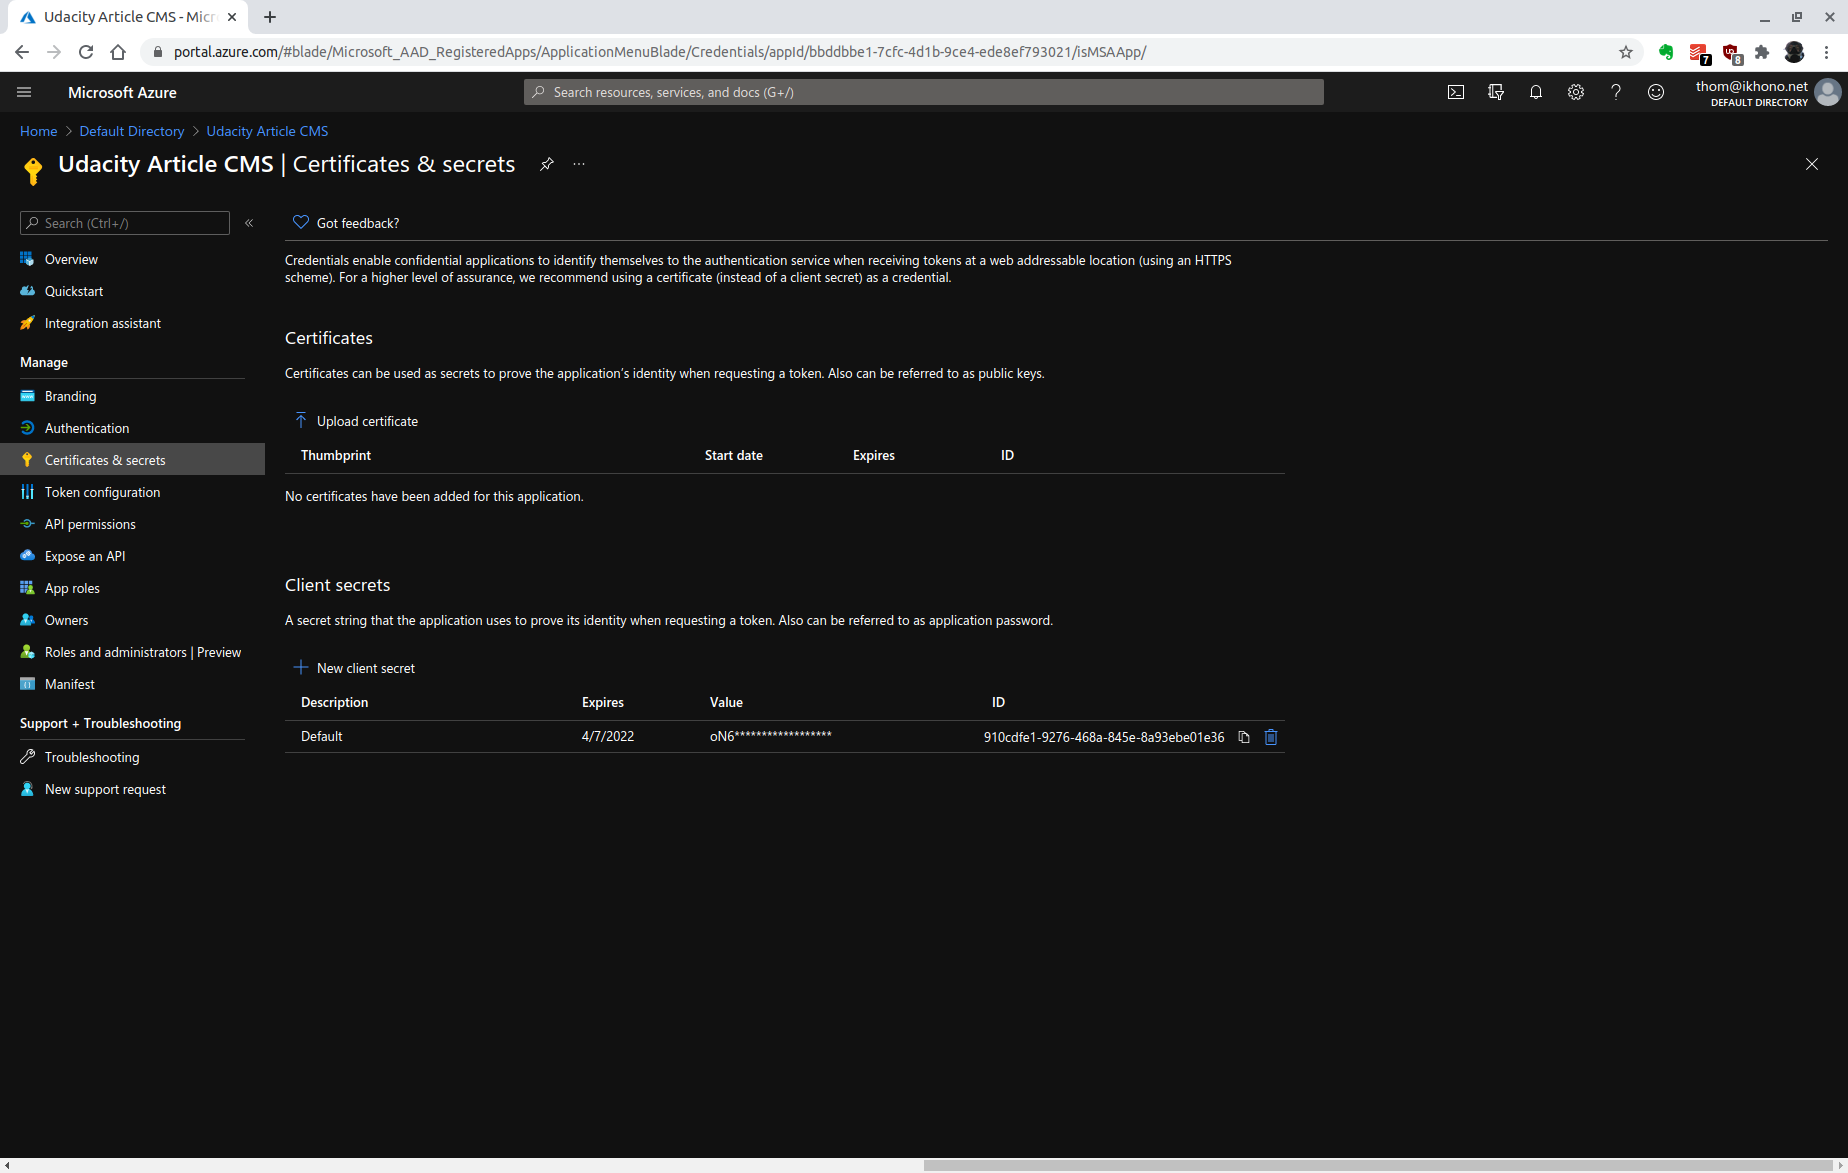 Udacity Article CMS - Micr
portal.azure.com/#blade/Microsoft_AAD_RegisteredApps/ApplicationMenuBlade/Credentials/appId/bbddbbe1-7cfc-4d1b-9ce4-ede8ef793021/isMSAApp/
7
8
Microsoft Azure
Search resources, services, and docs (G+/)
thom@ikhono.net
DEFAULT DIRECTORY
Home > Default Directory > Udacity Article CMS
Udacity Article CMS | Certificates & secrets
Search (Ctrl+/)
«
Overview
Quickstart
Integration assistant
Manage
Branding
Authentication
Certificates & secrets
Token configuration
API permissions
Expose an API
App roles
Owners
Roles and administrators | Preview
Manifest
Support + Troubleshooting
Troubleshooting
New support request
Got feedback?
Credentials enable confidential applications to identify themselves to the authentication service when receiving tokens at a web addressable location (using an HTTPS
scheme). For a higher level of assurance, we recommend using a certificate (instead of a client secret) as a credential.
Certificates
Certificates can be used as secrets to prove the application's identity when requesting a token. Also can be referred to as public keys.
Upload certificate
Thumbprint Start date Expires ID
No certificates have been added for this application.
Client secrets
A secret string that the application uses to prove its identity when requesting a token. Also can be referred to as application password.
New client secret
Description Expires Value ID
Default 4/7/2022 oN6****************** 910cdfe1-9276-468a-845e-8a93ebe01e36